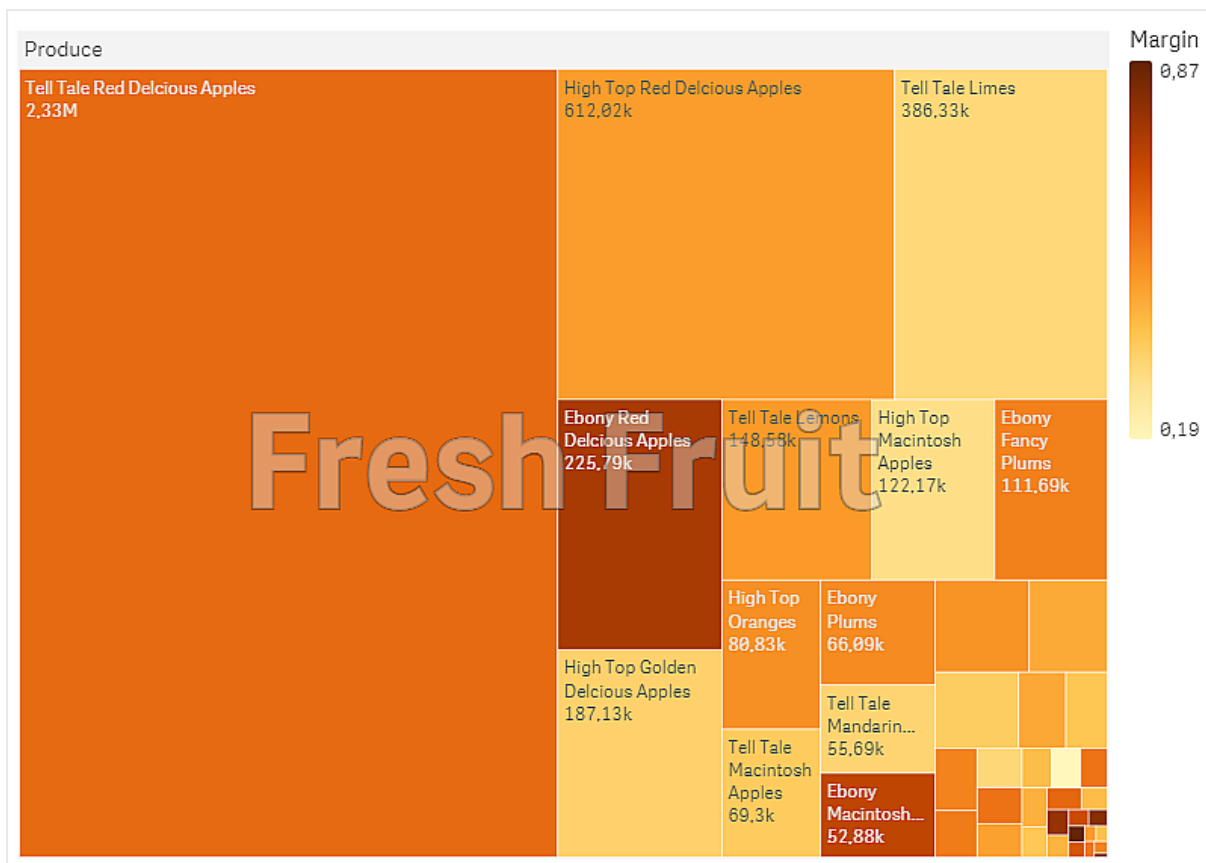 Produce
Margin
0,87
0,19
Tell Tale Red Delcious Apples
2,33M
High Top Red Delcious Apples
612,02k
Tell Tale Limes
386,33k
Fresh Fruit
Ebony Red
Delcious Apples
225,79k
Tell Tale Lemons
148,58k
High Top
Macintosh
Apples
122,17k
Ebony
Fancy
Plums
111,69k
High Top Golden
Delcious Apples
187,13k
High Top
Oranges
80,83k
Ebony
Plums
66,09k
Tell Tale
Macintosh
Apples
69,3k
Tell Tale
Mandarin...
55,69k
Ebony
Macintosh...
52,88k